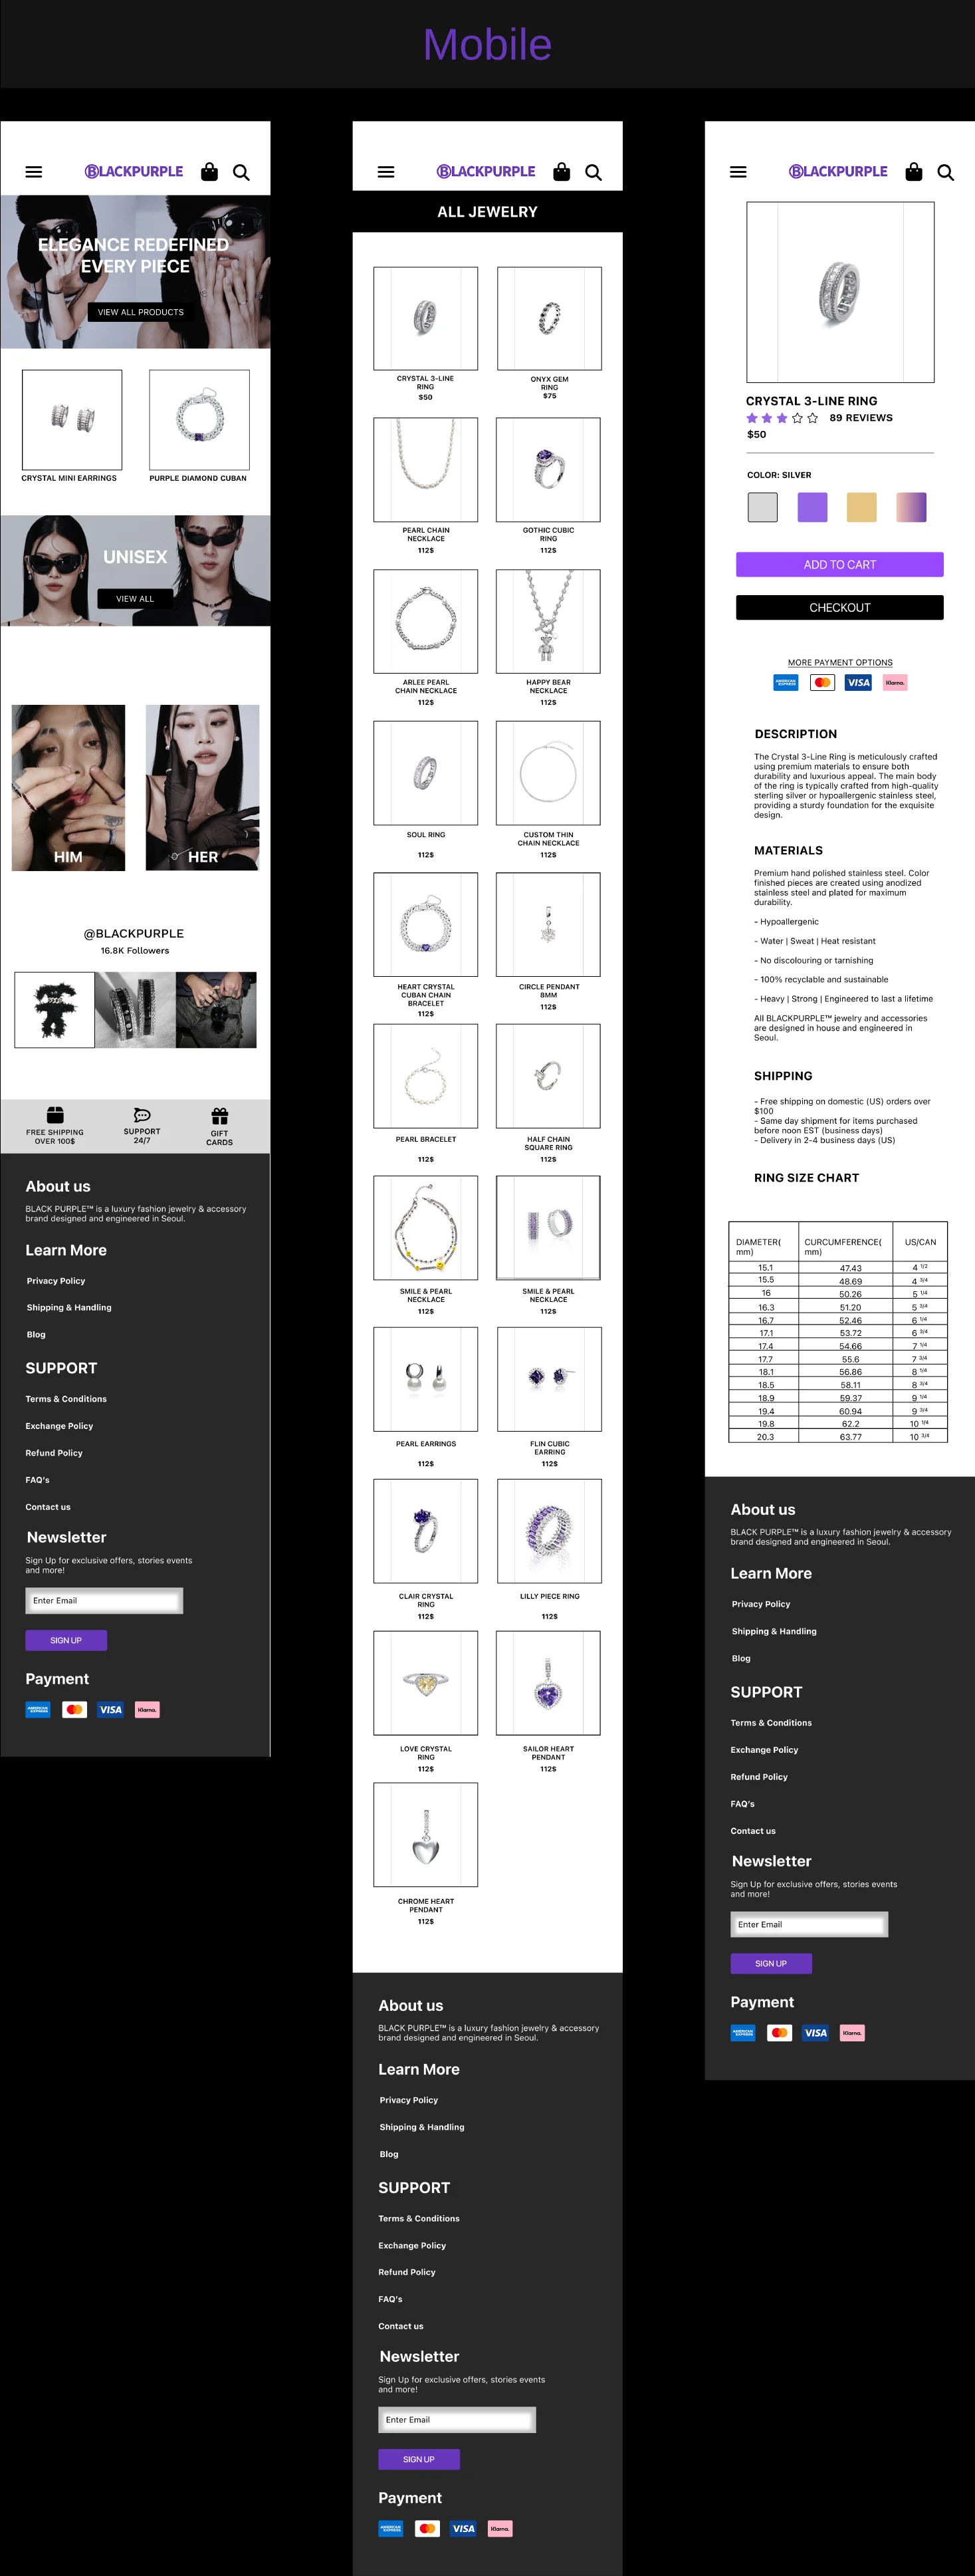 Mobile
ⒷLACKPURPLE
ELEGANCE REDEFINED
EVERY PIECE
VIEW ALL PRODUCTS
CRYSTAL MINI EARRINGS
PURPLE DIAMOND CUBAN
UNISEX
VIEW ALL
HIM
HER
@BLACKPURPLE
16.8K Followers
FREE SHIPPING
OVER 100$
SUPPORT
24/7
GIFT
CARDS
About us
BLACK PURPLE™ is a luxury fashion jewelry & accessory
brand designed and engineered in Seoul.
Learn More
Privacy Policy
Shipping & Handling
Blog
SUPPORT
Terms & Conditions
Exchange Policy
Refund Policy
FAQ's
Contact us
Newsletter
Sign Up for exclusive offers, stories events
and more!
Enter Email
SIGN UP
Payment
AMERICAN EXPRESS
VISA
Klarna.
ⒷLACKPURPLE
ALL JEWELRY
CRYSTAL 3-LINE
RING
$50
ONYX GEM
RING
$75
PEARL CHAIN
NECKLACE
112$
GOTHIC CUBIC
RING
112$
ARLEE PEARL
CHAIN NECKLACE
112$
HAPPY BEAR
NECKLACE
112$
SOUL RING
112$
CUSTOM THIN
CHAIN NECKLACE
112$
HEART CRYSTAL
CUBAN CHAIN
BRACELET
112$
CIRCLE PENDANT
8MM
112$
PEARL BRACELET
112$
HALF CHAIN
SQUARE RING
112$
SMILE & PEARL
NECKLACE
112$
SMILE & PEARL
NECKLACE
112$
PEARL EARRINGS
112$
FLIN CUBIC
EARRING
112$
CLAIR CRYSTAL
RING
112$
LILLY PIECE RING
112$
LOVE CRYSTAL
RING
112$
SAILOR HEART
PENDANT
112$
CHROME HEART
PENDANT
112$
About us
BLACK PURPLE™ is a luxury fashion jewelry & accessory
brand designed and engineered in Seoul.
Learn More
Privacy Policy
Shipping & Handling
Blog
SUPPORT
Terms & Conditions
Exchange Policy
Refund Policy
FAQ's
Contact us
Newsletter
Sign Up for exclusive offers, stories events
and more!
Enter Email
SIGN UP
Payment
AMERICAN EXPRESS
VISA
Klarna.
ⒷLACKPURPLE
CRYSTAL 3-LINE RING
89 REVIEWS
$50
COLOR: SILVER
ADD TO CART
CHECKOUT
MORE PAYMENT OPTIONS
AMERICAN EXPRESS
VISA
Klarna.
DESCRIPTION
The Crystal 3-Line Ring is meticulously crafted
using premium materials to ensure both
durability and luxurious appeal. The main body
of the ring is typically crafted from high-quality
sterling silver or hypoallergenic stainless steel,
providing a sturdy foundation for the exquisite
design.
MATERIALS
Premium hand polished stainless steel. Color
finished pieces are created using anodized
stainless steel and plated for maximum
durability.
- Hypoallergenic
- Water | Sweat | Heat resistant
- No discolouring or tarnishing
- 100% recyclable and sustainable
- Heavy | Strong | Engineered to last a lifetime
All BLACKPURPLE™ jewelry and accessories
are designed in house and engineered in
Seoul.
SHIPPING
- Free shipping on domestic (US) orders over
$100
- Same day shipment for items purchased
before noon EST (business days)
- Delivery in 2-4 business days (US)
RING SIZE CHART
DIAMETER(
mm)
CURCUMFERENCE(
mm)
US/CAN
15.1 47.43 4 1/2
15.5 48.69 4 3/4
16 50.26 5 1/4
16.3 51.20 5 3/4
16.7 52.46 6 1/4
17.1 53.72 6 3/4
17.4 54.66 7 1/4
17.7 55.6 7 3/4
18.1 56.86 8 1/4
18.5 58.11 8 3/4
18.9 59.37 9 1/4
19.4 60.94 9 3/4
19.8 62.2 10 1/4
20.3 63.77 10 3/4
About us
BLACK PURPLE™ is a luxury fashion jewelry & accessory
brand designed and engineered in Seoul.
Learn More
Privacy Policy
Shipping & Handling
Blog
SUPPORT
Terms & Conditions
Exchange Policy
Refund Policy
FAQ's
Contact us
Newsletter
Sign Up for exclusive offers, stories events
and more!
Enter Email
SIGN UP
Payment
AMERICAN EXPRESS
VISA
Klarna.